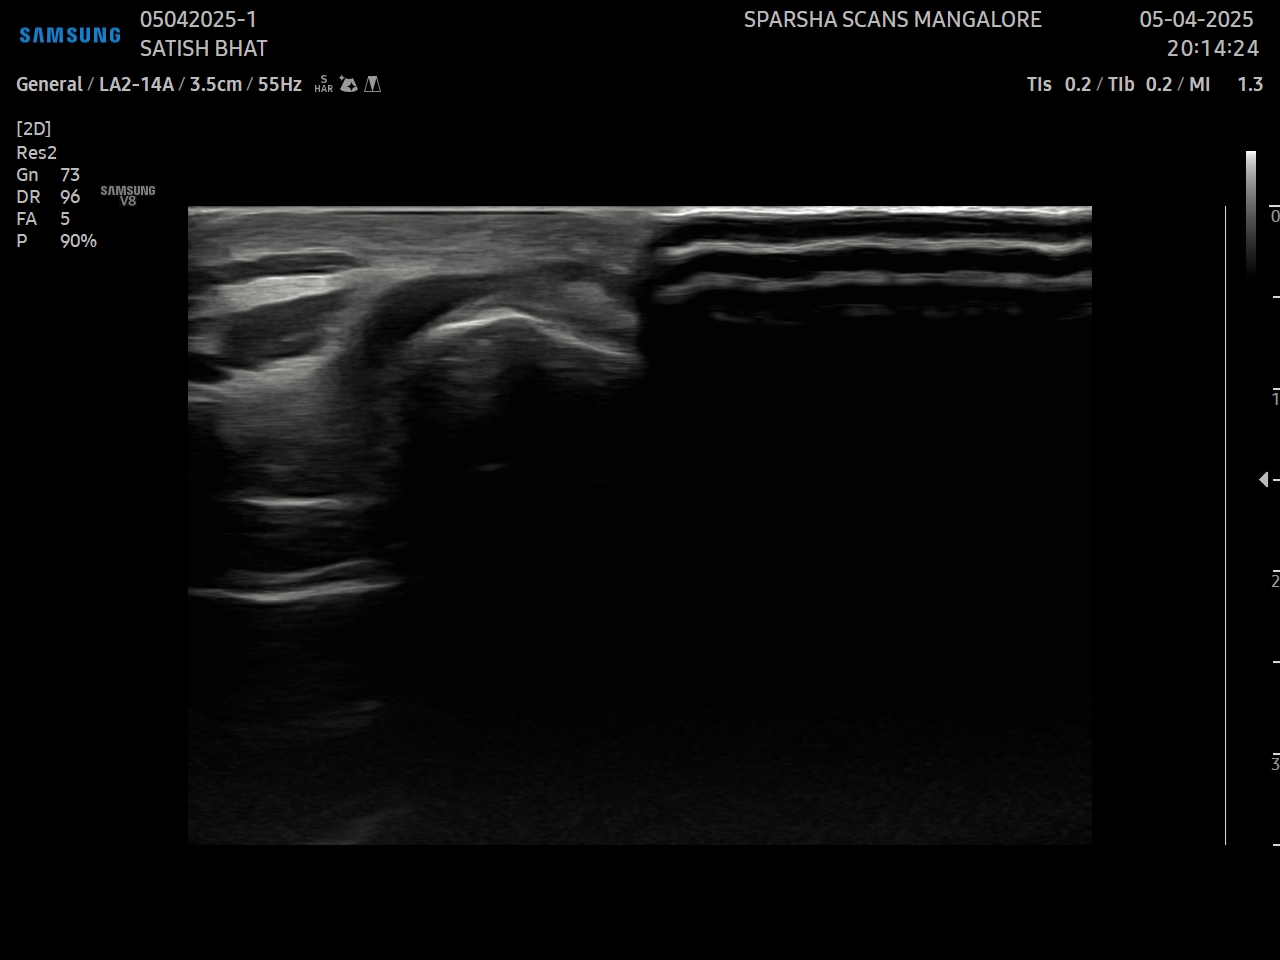 SAMSUNG
05042025-1
SATISH BHAT
SPARSHA SCANS MANGALORE
05-04-2025
20:14:24
General / LA2-14A / 3.5cm / 55Hz
S
HAR
TIs 0.2 / TIb 0.2 / MI 1.3
[2D]
Res2
Gn 73
DR 96
FA 5
P 90%
SAMSUNG
V8
0
1
2
3